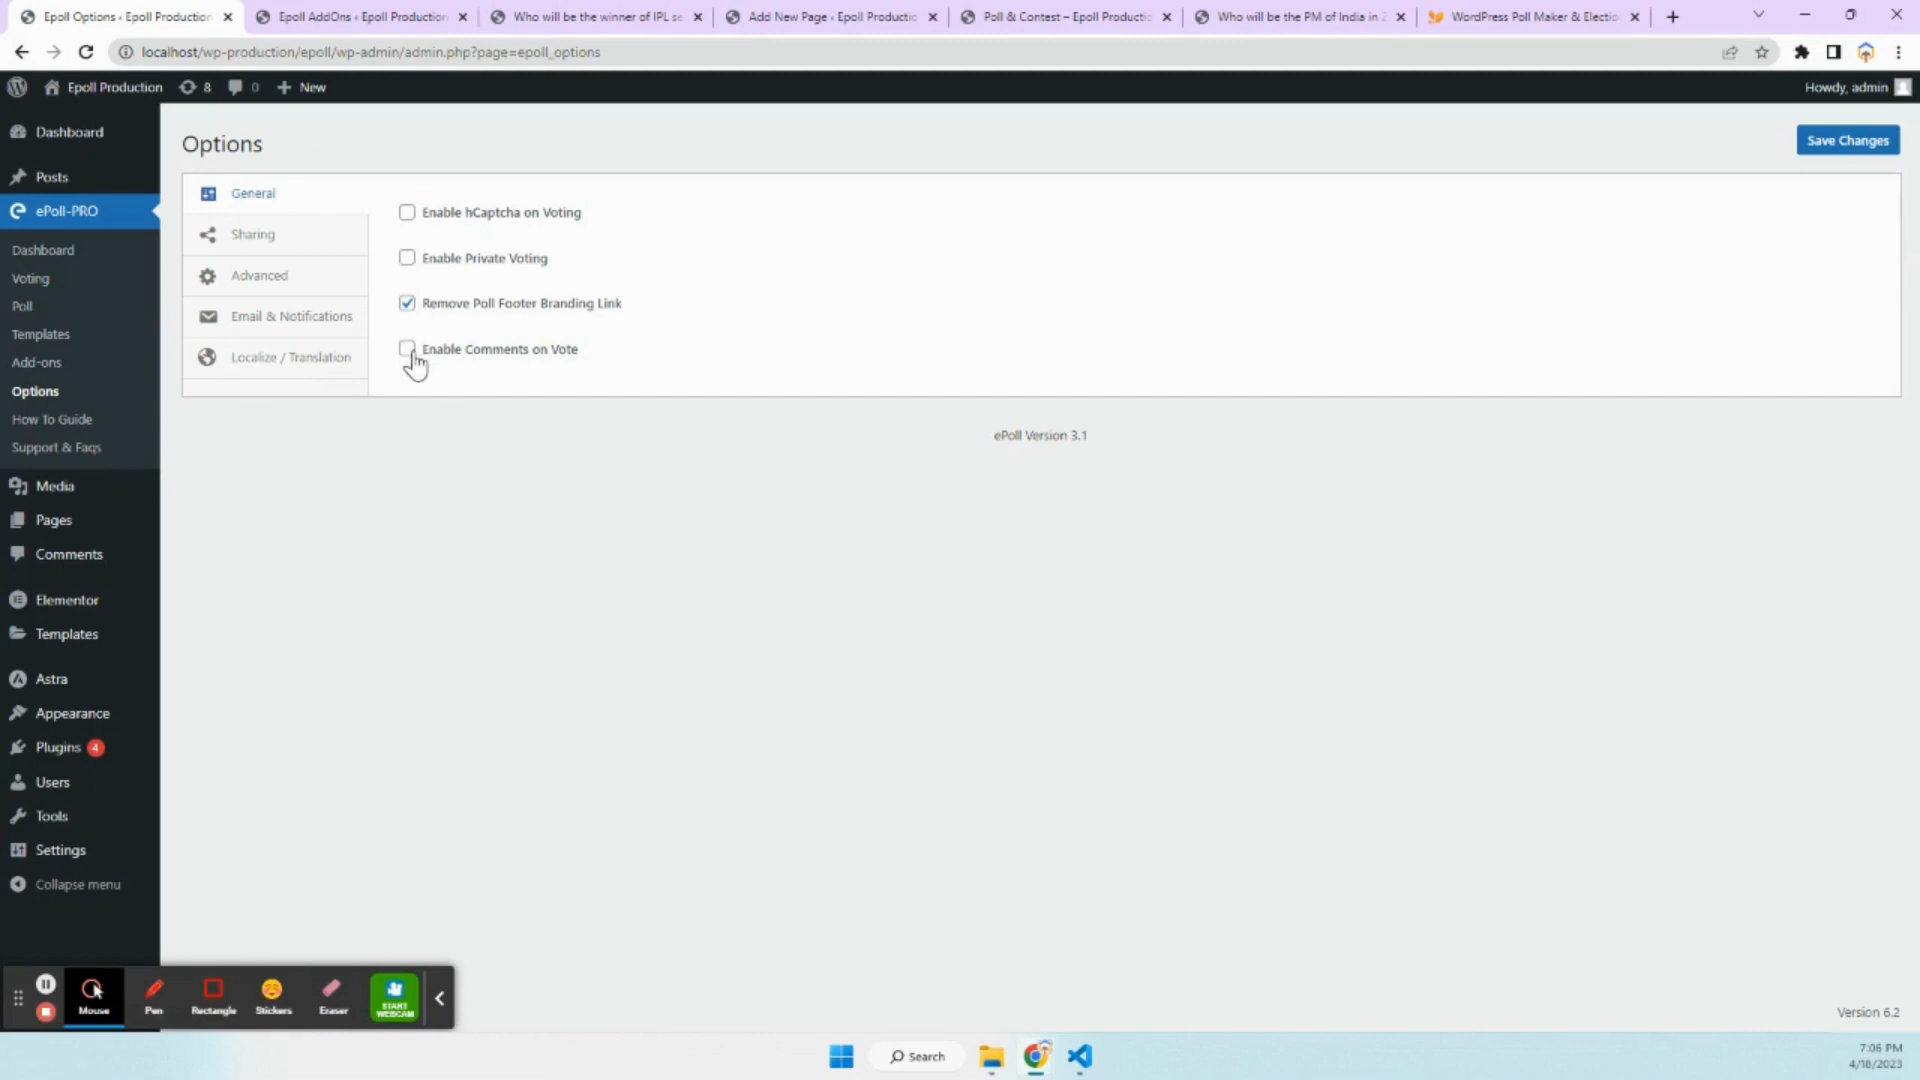 Epoll Options ‹ Epoll Production
Epoll AddOns ‹ Epoll Production
Who will be the winner of IPL se
Add New Page ‹ Epoll Productio
Poll & Contest – Epoll Productio
Who will be the PM of India in 2
WordPress Poll Maker & Electio
localhost/wp-production/epoll/wp-admin/admin.php?page=epoll_options
Epoll Production
8
0
New
Howdy, admin
Dashboard
Posts
ePoll-PRO
Dashboard
Voting
Poll
Templates
Add-ons
Options
How To Guide
Support & Faqs
Media
Pages
Comments
Elementor
Templates
Astra
Appearance
Plugins 4
Users
Tools
Settings
Collapse menu
Options
Save Changes
General
Sharing
Advanced
Email & Notifications
Localize / Translation
Enable hCaptcha on Voting
Enable Private Voting
Remove Poll Footer Branding Link
Enable Comments on Vote
ePoll Version 3.1
Version 6.2
Mouse
Pen
Rectangle
Stickers
Eraser
START
WEBCAM
Search
7:06 PM
4/18/2023